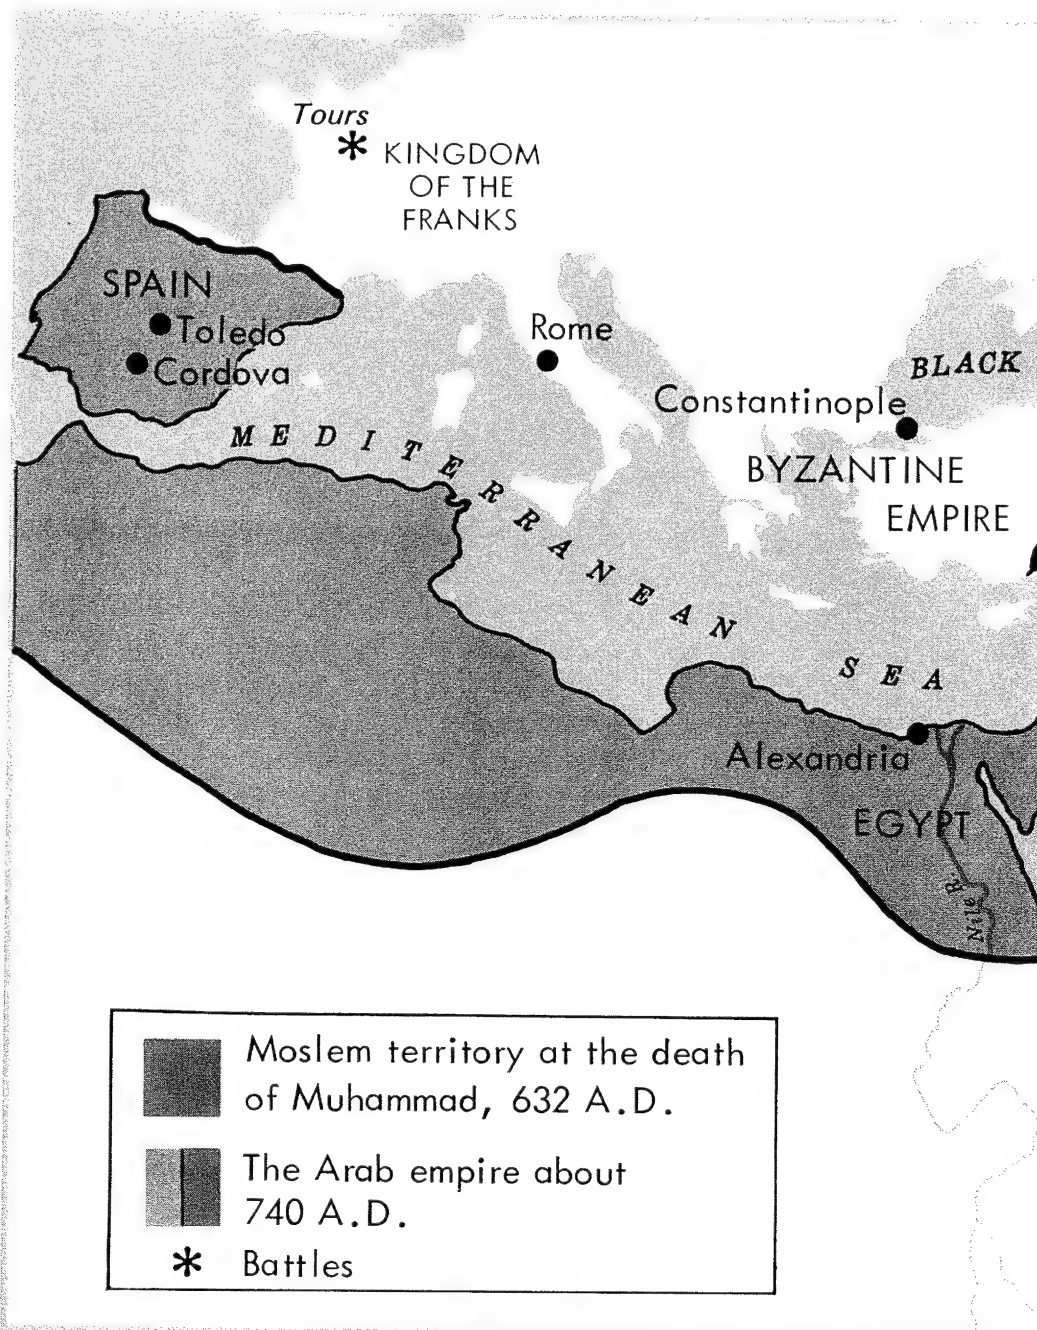 Tours
KINGDOM
OF THE
FRANKS
SPAIN
Toledo
Cordova
Rome
BLACK
Constantinople
BYZANTINE
EMPIRE
MEDITERRANEAN SEA
Alexandria
EGYPT
Nile R.
Moslem territory at the death
of Muhammad, 632 A.D.
The Arab empire about
740 A.D.
* Battles